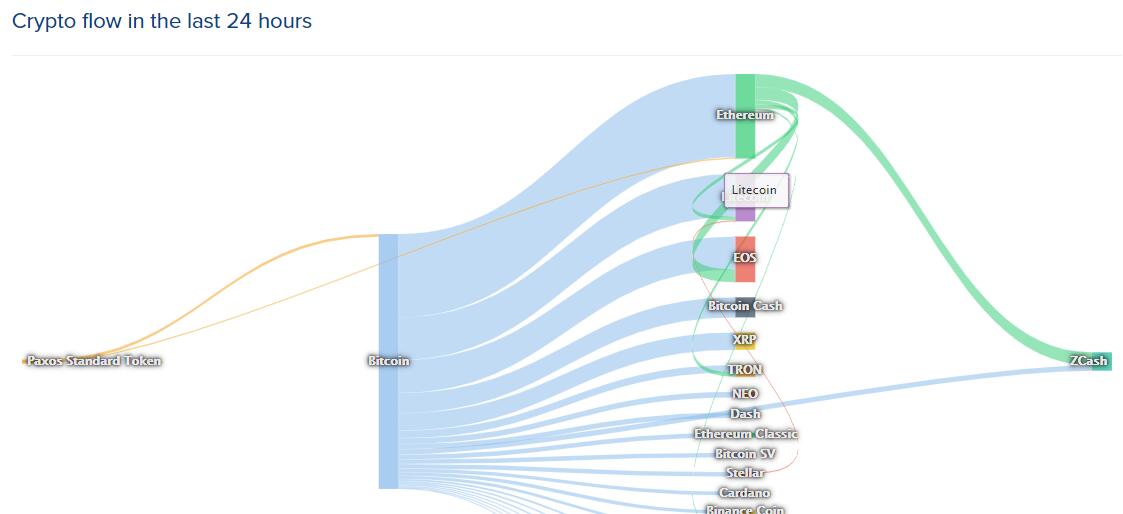 Crypto flow in the last 24 hours
Ethereum
Litecoin
EOS
Bitcoin Cash
XRP
Paxos Standard Token
Bitcoin
ZCash
TRON
NEO
Dash
Ethereum Classic
Bitcoin SV
Stellar
Cardano
Binance Coin